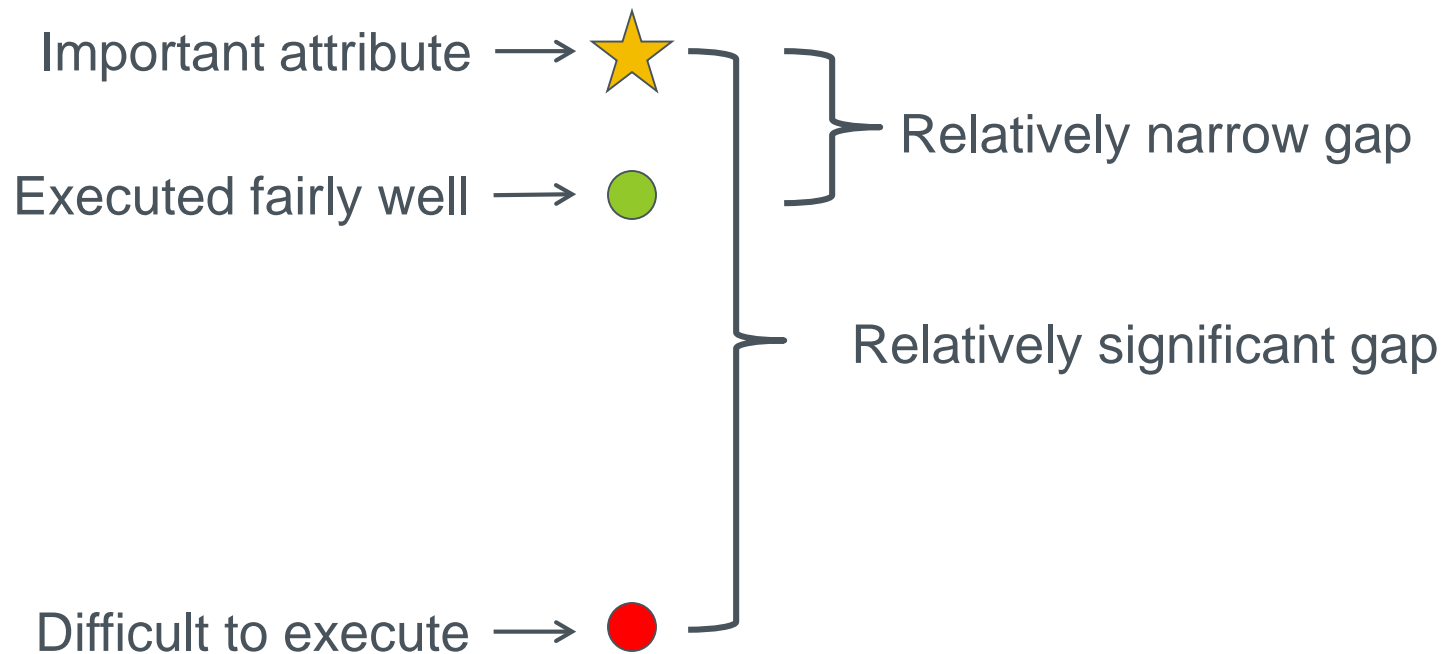 Important attribute
Relatively narrow gap
Executed fairly well
Relatively significant gap
Difficult to execute